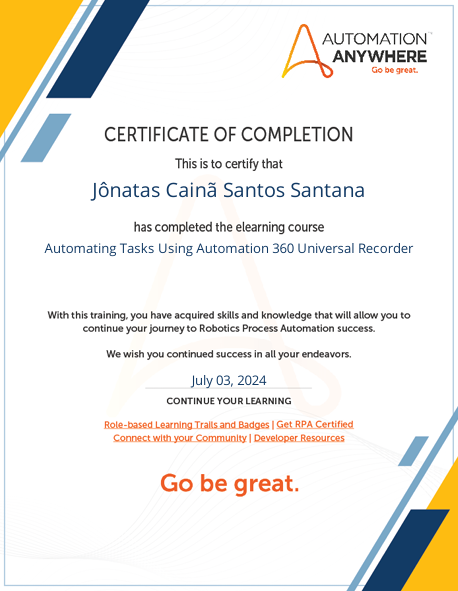 AUTOMATION
ANYWHERE
Go be great.
CERTIFICATE OF COMPLETION
This is to certify that
Jônatas Cainã Santos Santana
has completed the elearning course
Automating Tasks Using Automation 360 Universal Recorder
With this training, you have acquired skills and knowledge that will allow you to
continue your journey to Robotics Process Automation success.
We wish you continued success in all your endeavors.
July 03, 2024
CONTINUE YOUR LEARNING
Role-based Learning Trails and Badges | Get RPA Certified
Connect with your Community | Developer Resources
Go be great.